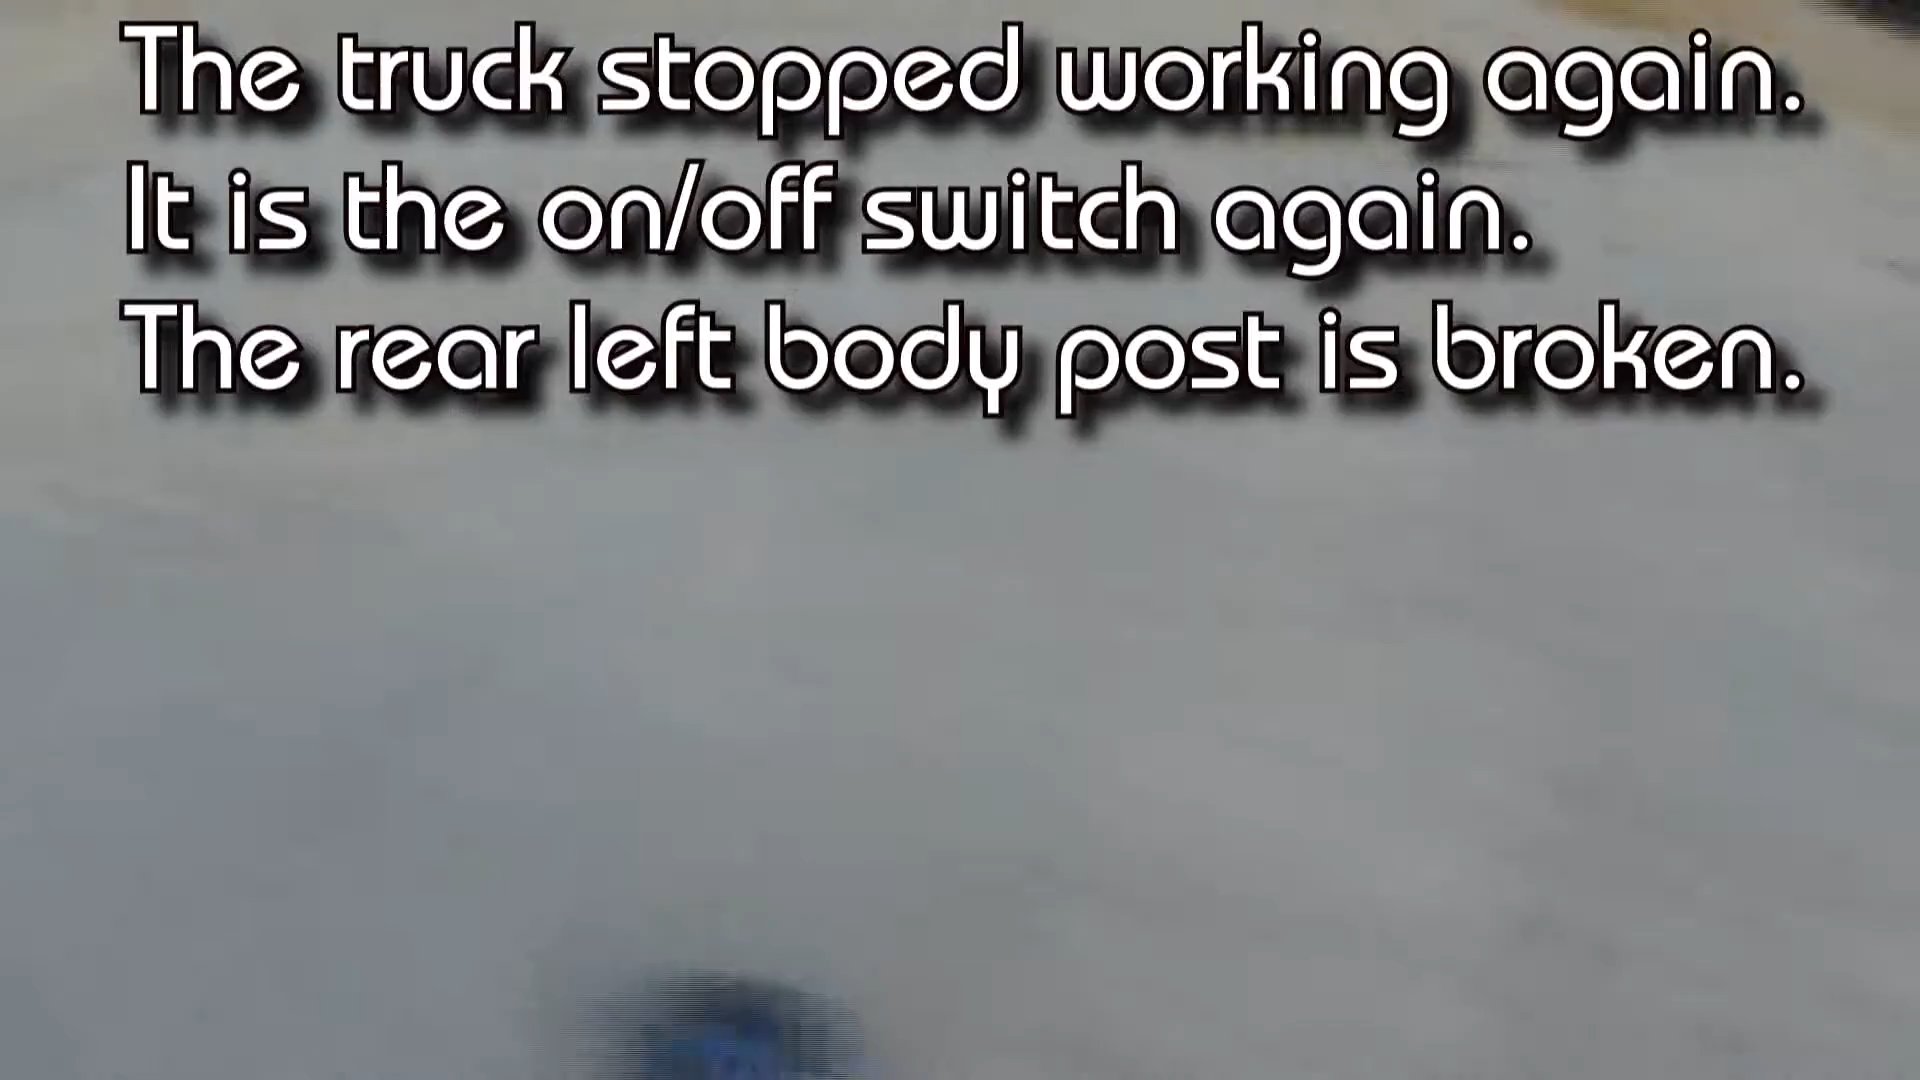 The truck stopped working again.
It is the on/off switch again.
The rear left body post is broken.